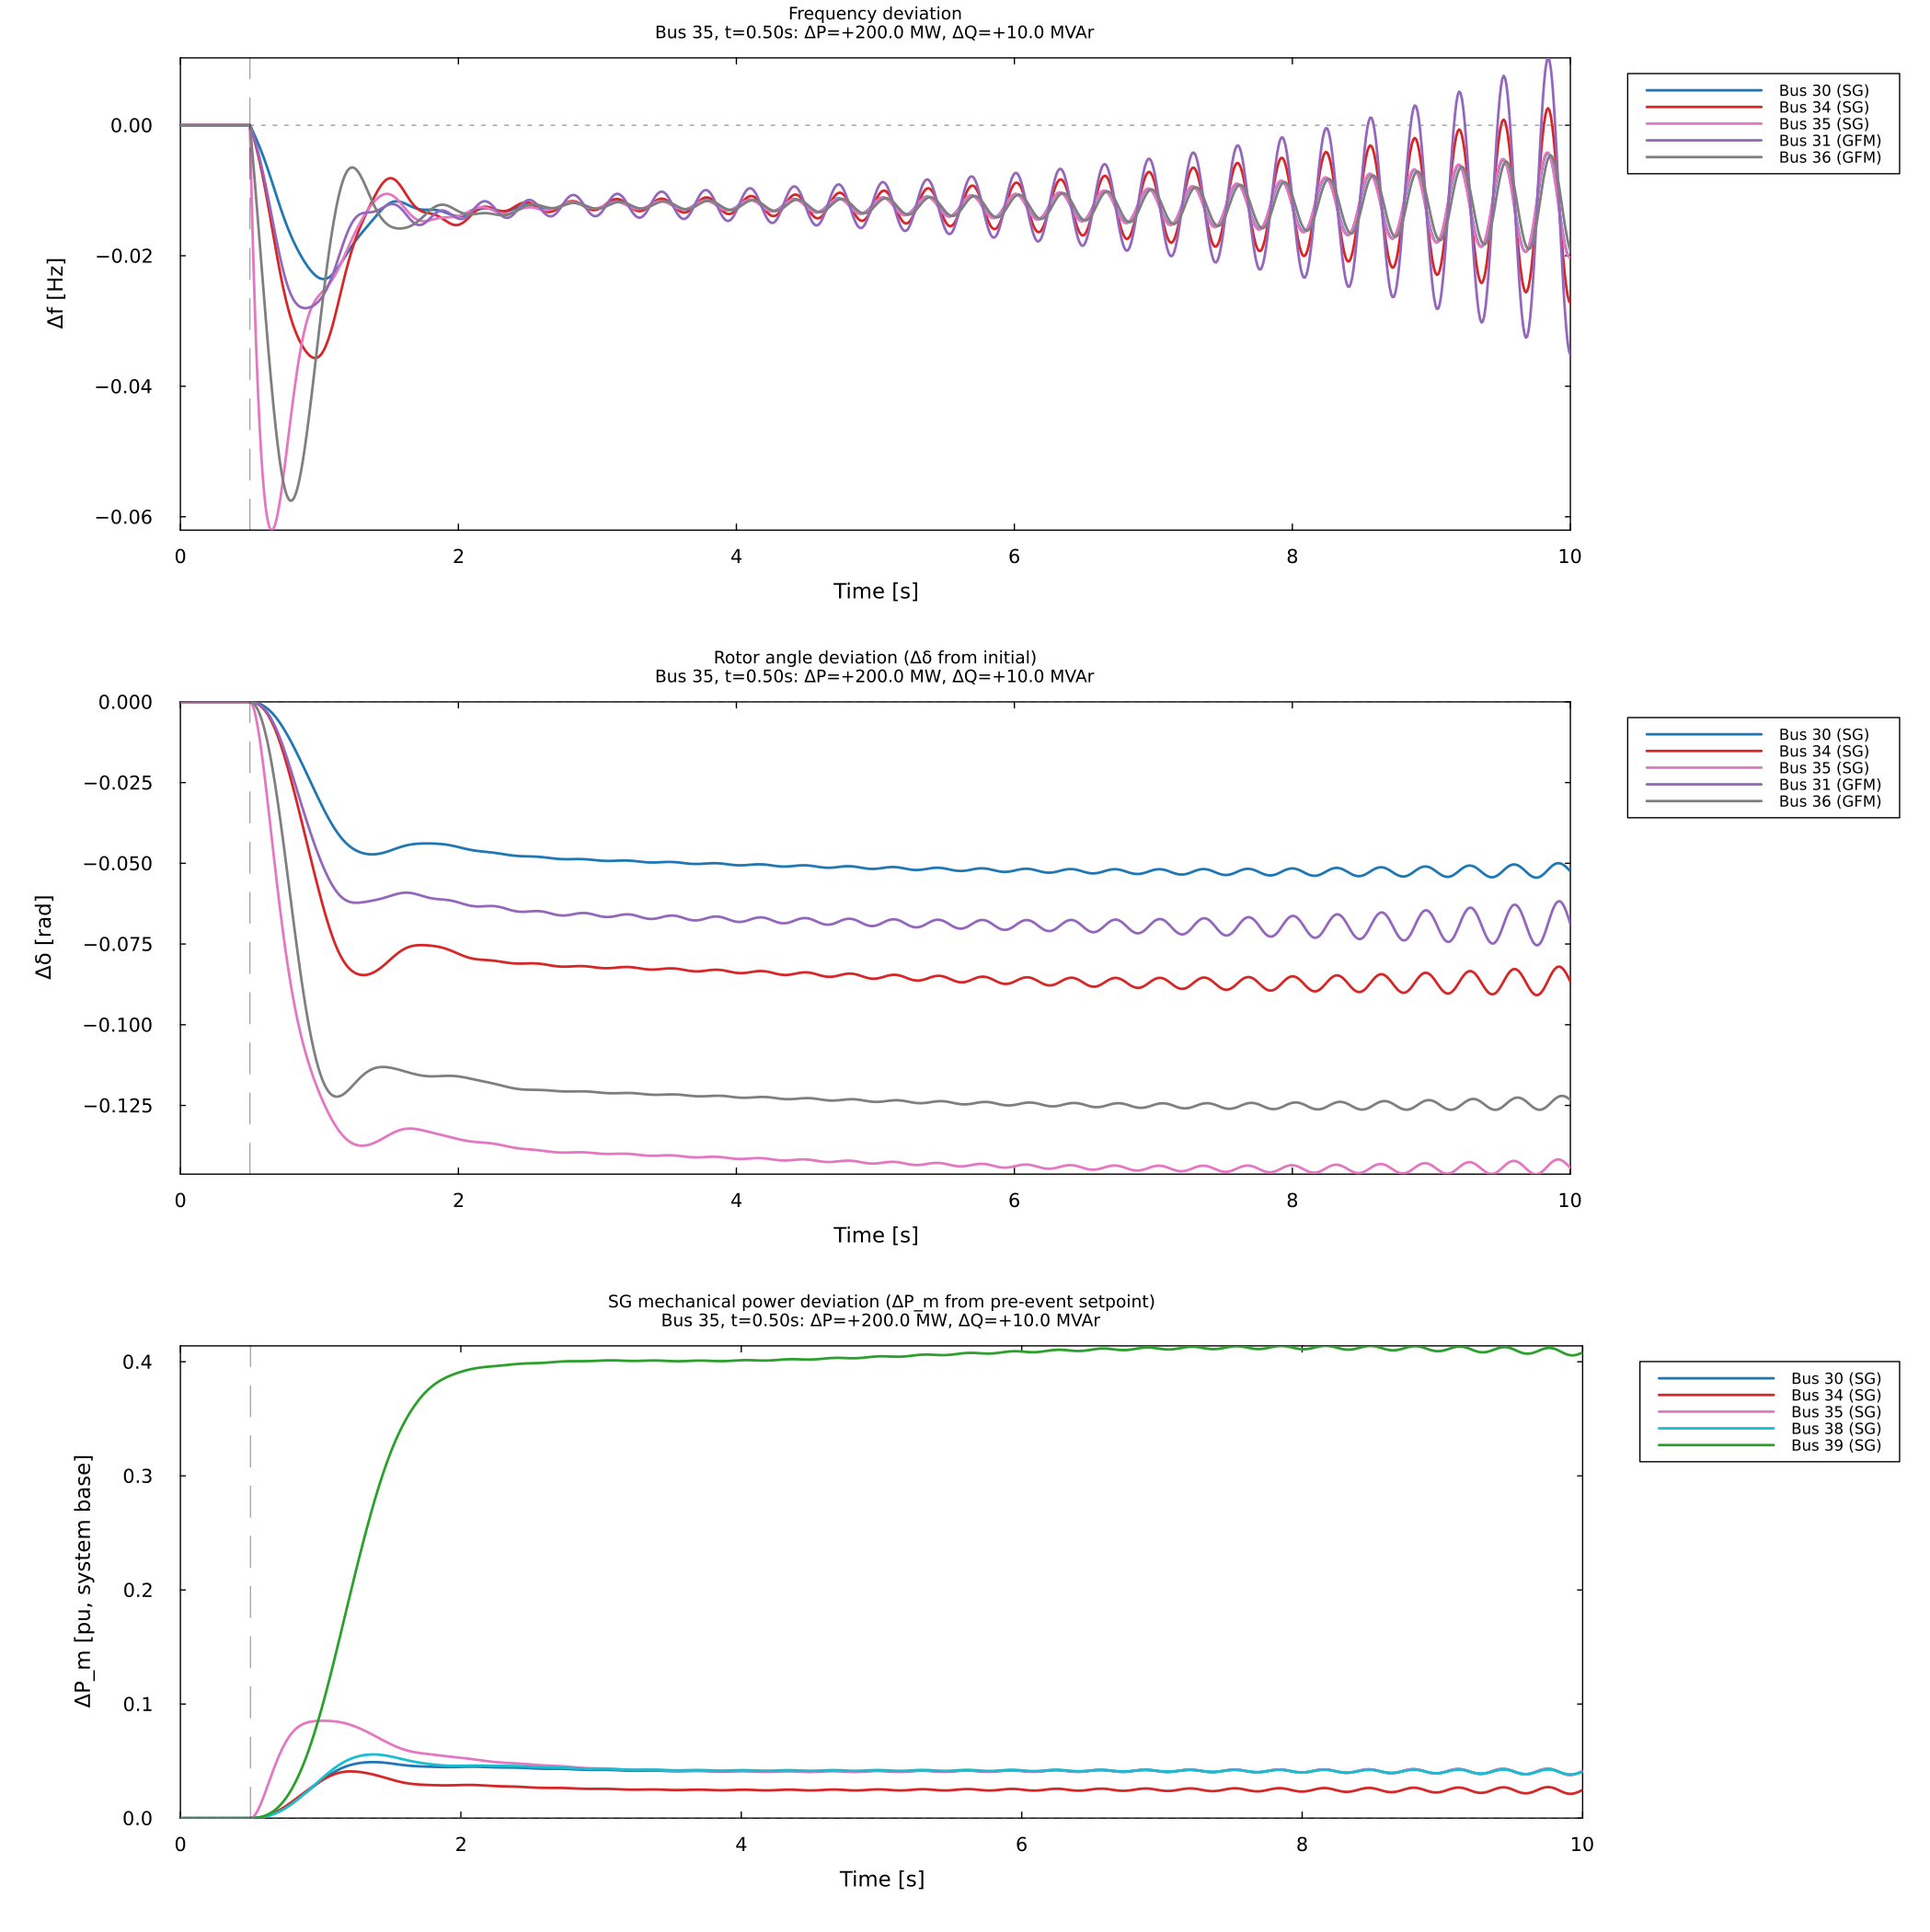 Frequency deviation
Bus 35, t=0.50s: ΔP=+200.0 MW, ΔQ=+10.0 MVAr
0.00
−0.02
−0.04
−0.06
Δf [Hz]
0 2 4 6 8 10
Time [s]
Bus 30 (SG)
Bus 34 (SG)
Bus 35 (SG)
Bus 31 (GFM)
Bus 36 (GFM)
Rotor angle deviation (Δδ from initial)
Bus 35, t=0.50s: ΔP=+200.0 MW, ΔQ=+10.0 MVAr
0.000
−0.025
−0.050
−0.075
−0.100
−0.125
Δδ [rad]
0 2 4 6 8 10
Time [s]
Bus 30 (SG)
Bus 34 (SG)
Bus 35 (SG)
Bus 31 (GFM)
Bus 36 (GFM)
SG mechanical power deviation (ΔP_m from pre-event setpoint)
Bus 35, t=0.50s: ΔP=+200.0 MW, ΔQ=+10.0 MVAr
0.4
0.3
0.2
0.1
0.0
ΔP_m [pu, system base]
0 2 4 6 8 10
Time [s]
Bus 30 (SG)
Bus 34 (SG)
Bus 35 (SG)
Bus 38 (SG)
Bus 39 (SG)